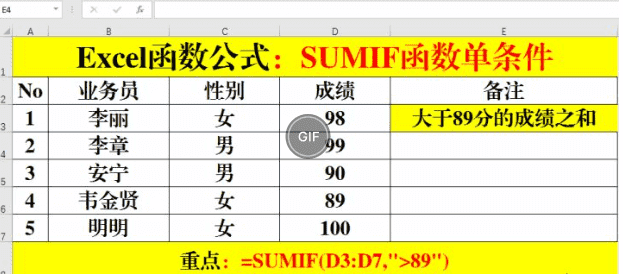 E4
fx
A B C D E
1 Excel函数公式：SUMIF函数单条件
2 No 业务员 性别 成绩 备注
3 1 李丽 女 98 大于89分的成绩之和
4 2 李章 男 99
5 3 安宁 男 90
6 4 韦金贤 女 89
7 5 明明 女 100
GIF
重点：=SUMIF(D3:D7,">89")